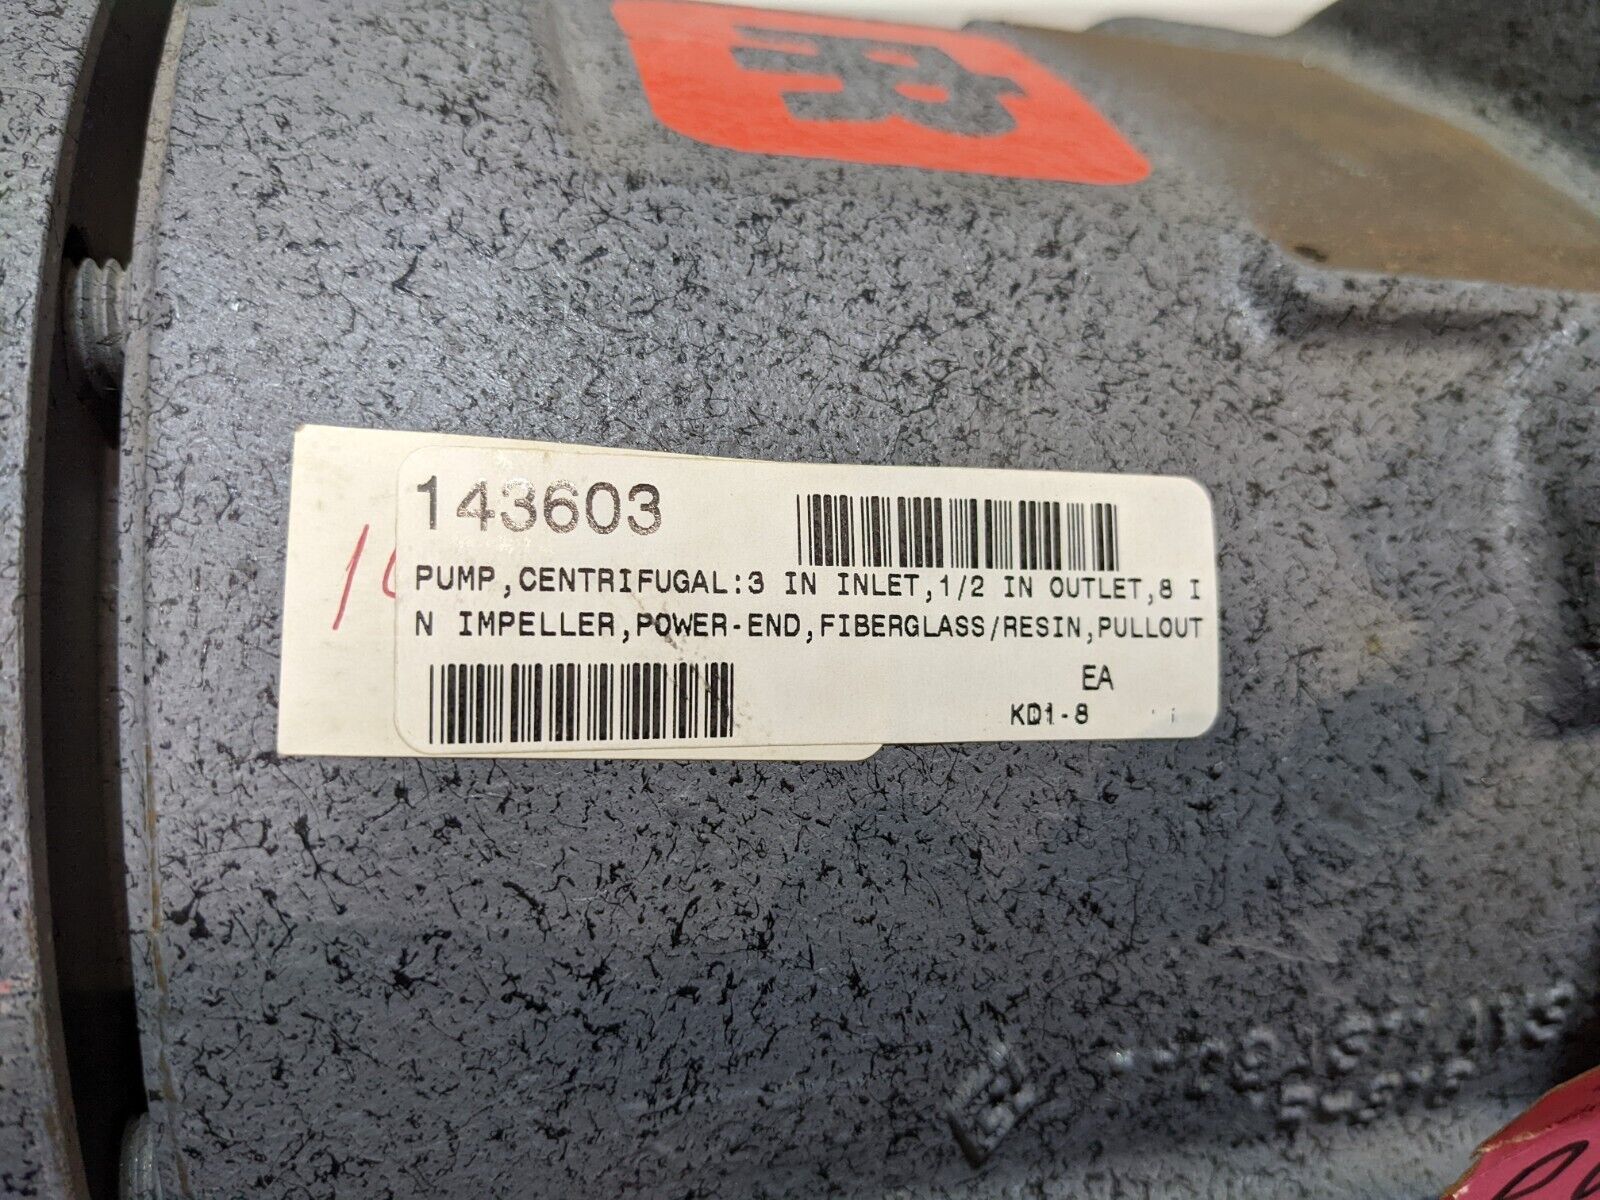 143603
PUMP,CENTRIFUGAL:3 IN INLET,1/2 IN OUTLET,8 I
N IMPELLER,POWER-END,FIBERGLASS/RESIN,PULLOUT
EA
KD1-8